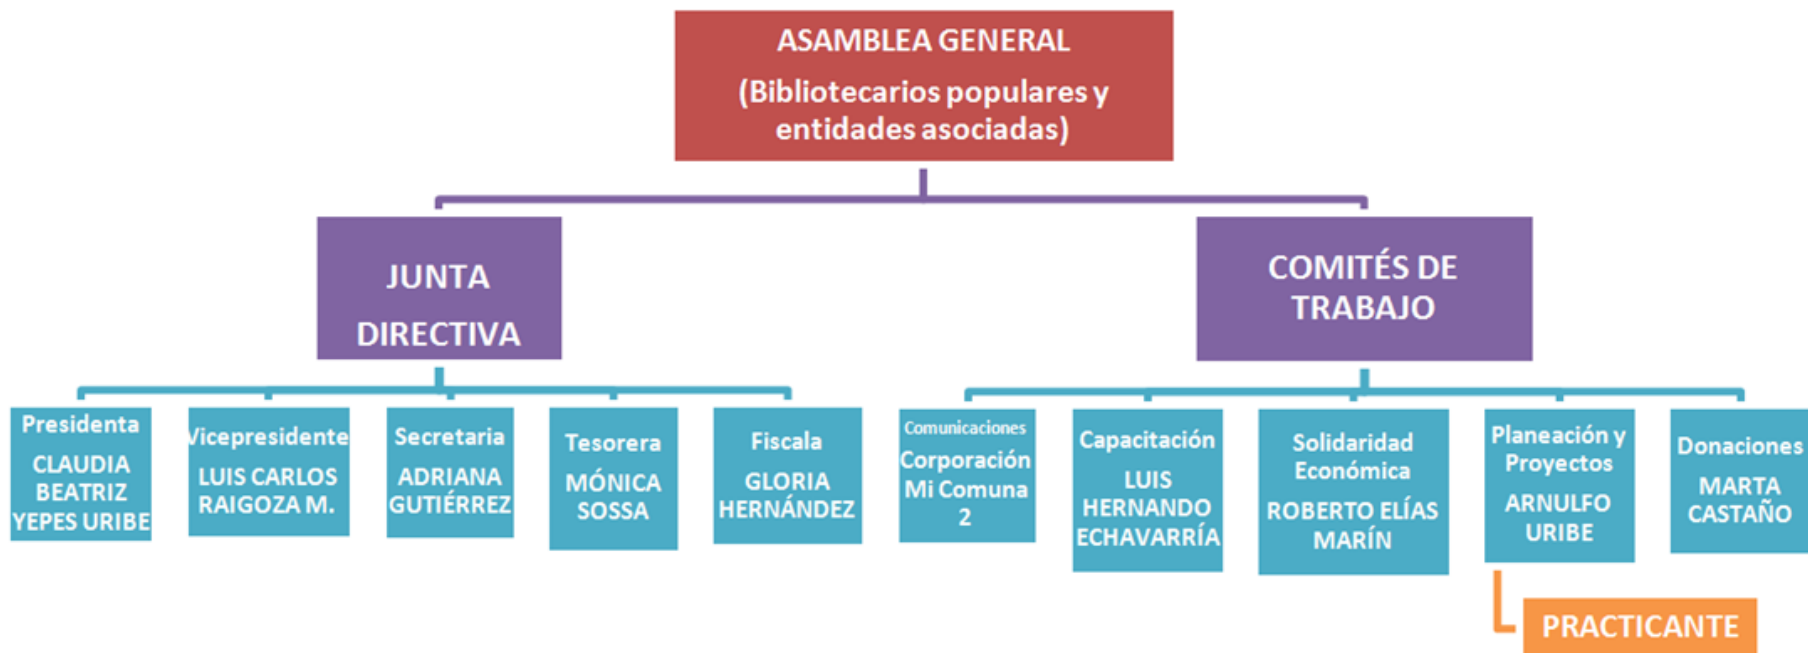 ASAMBLEA GENERAL
(Bibliotecarios populares y
entidades asociadas)
JUNTA
DIRECTIVA
COMITÉS DE
TRABAJO
Presidenta
CLAUDIA
BEATRIZ
YEPES URIBE
Vicepresidente
LUIS CARLOS
RAIGOZA M.
Secretaria
ADRIANA
GUTIÉRREZ
Tesorera
MÓNICA
SOSSA
Fiscala
GLORIA
HERNÁNDEZ
Comunicaciones
Corporación
Mi Comuna
2
Capacitación
LUIS
HERNANDO
ECHAVARRÍA
Solidaridad
Económica
ROBERTO ELÍAS
MARÍN
Planeación y
Proyectos
ARNULFO
URIBE
Donaciones
MARTA
CASTAÑO
PRACTICANTE